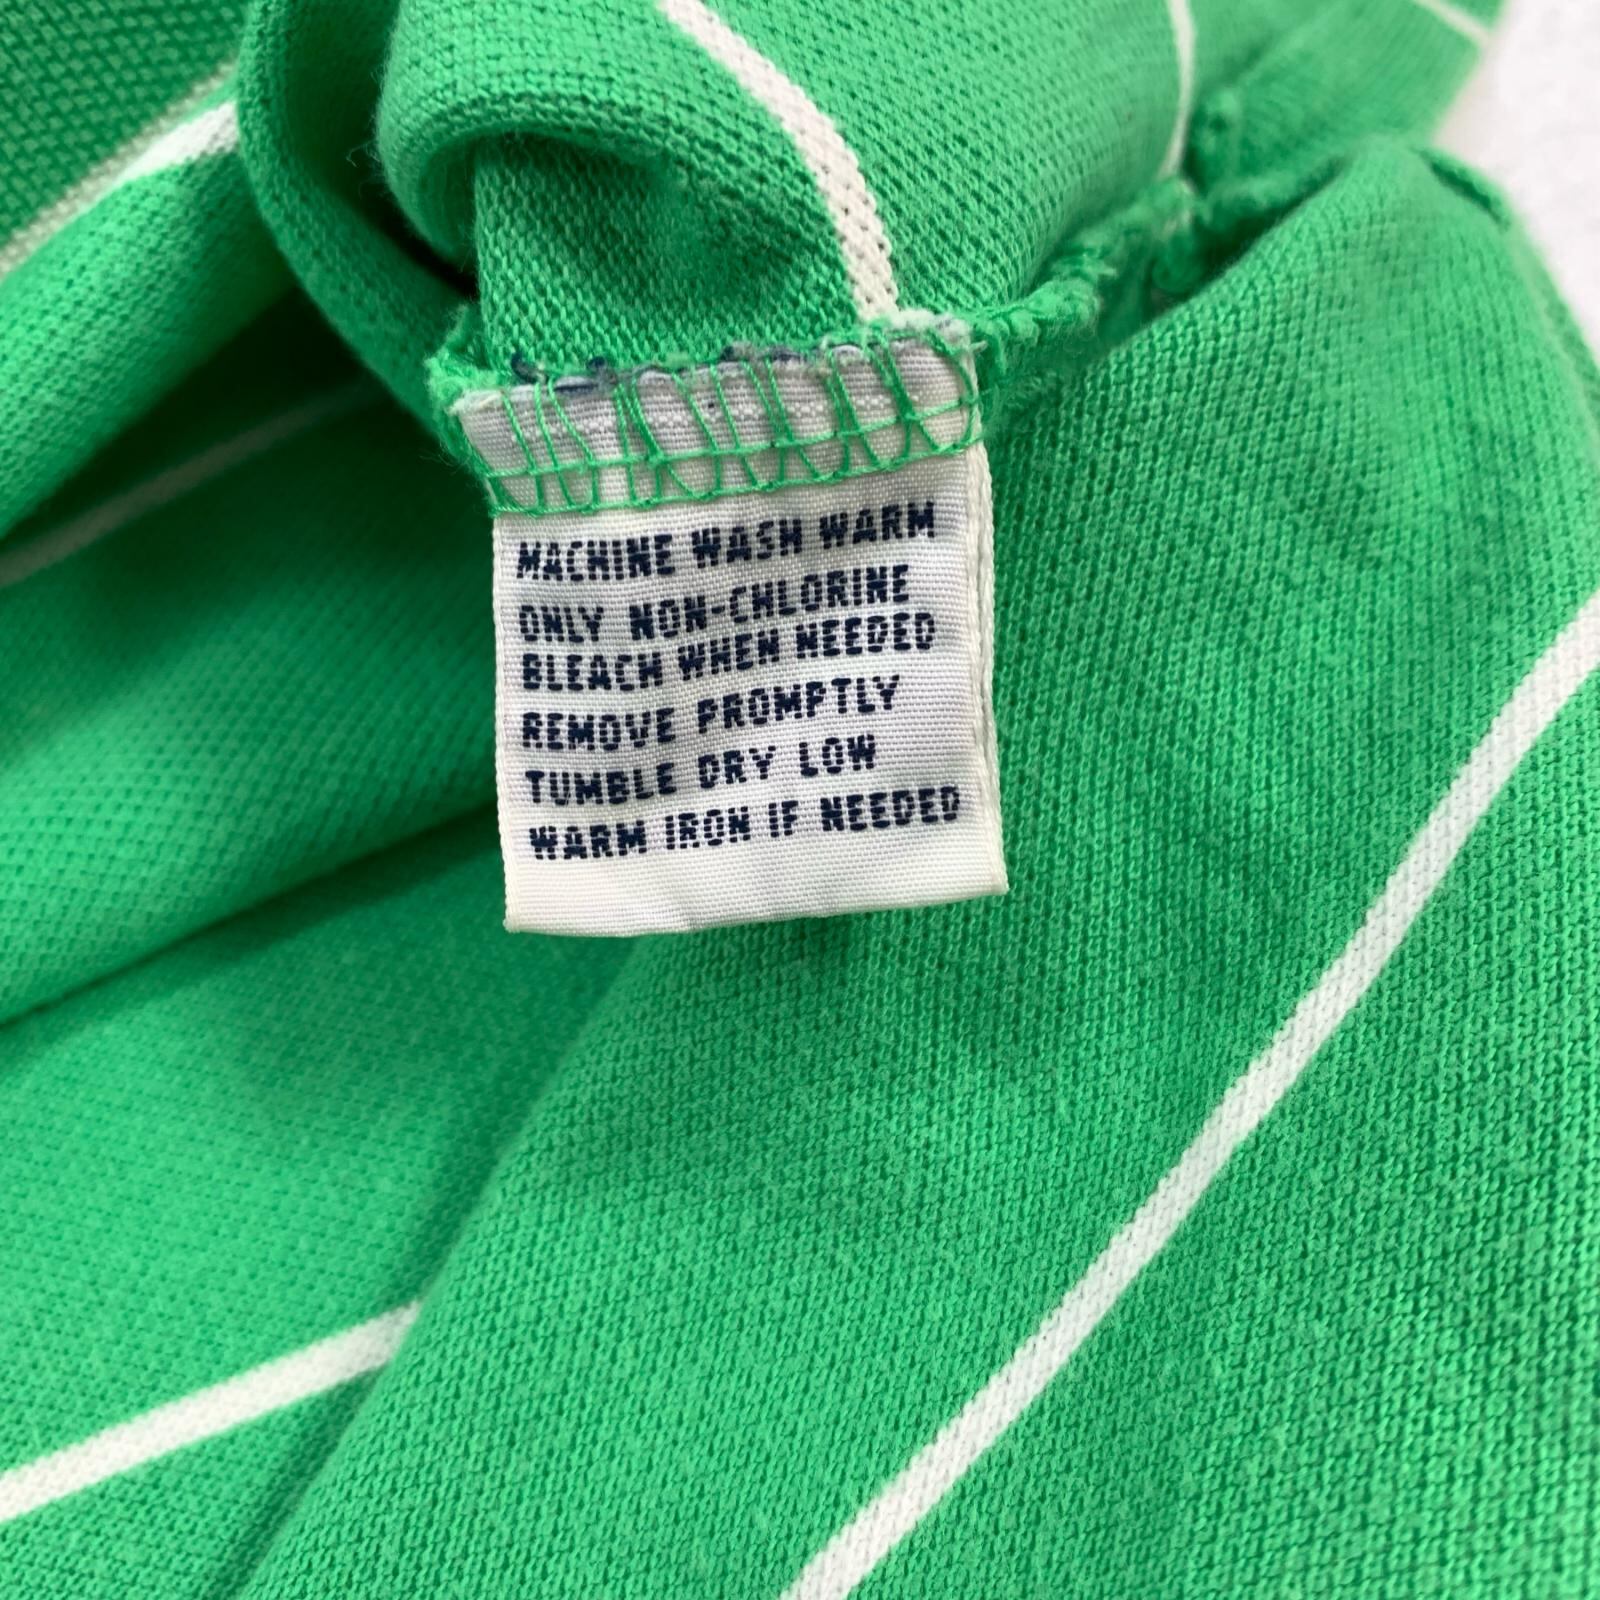 MACHINE WASH WARM
ONLY NON-CHLORINE
BLEACH WHEN NEEDED
REMOVE PROMPTLY
TUMBLE DRY LOW
WARM IRON IF NEEDED